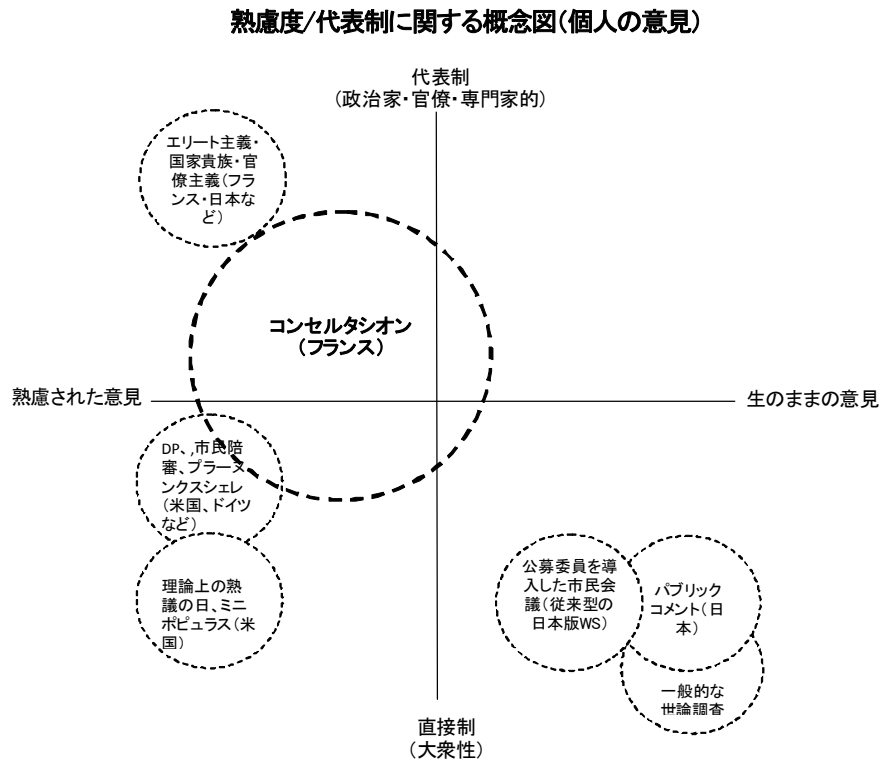 熟慮度/代表制に関する概念図(個人の意見)
代表制
(政治家・官僚・専門家的)
エリート主義・
国家貴族・官
僚主義(フラ
ンス・日本な
ど)
コンセルタシオン
(フランス)
熟慮された意見
生のままの意見
DP、,市民陪
審、プラーヌ
ンクスシェレ
(米国、ドイツ
など)
理論上の熟
議の日、ミニ
ポピュラス(米
国)
公募委員を導
入した市民会
議(従来型の
日本版WS)
パブリック
コメント(日
本)
一般的な
世論調査
直接制
(大衆性)